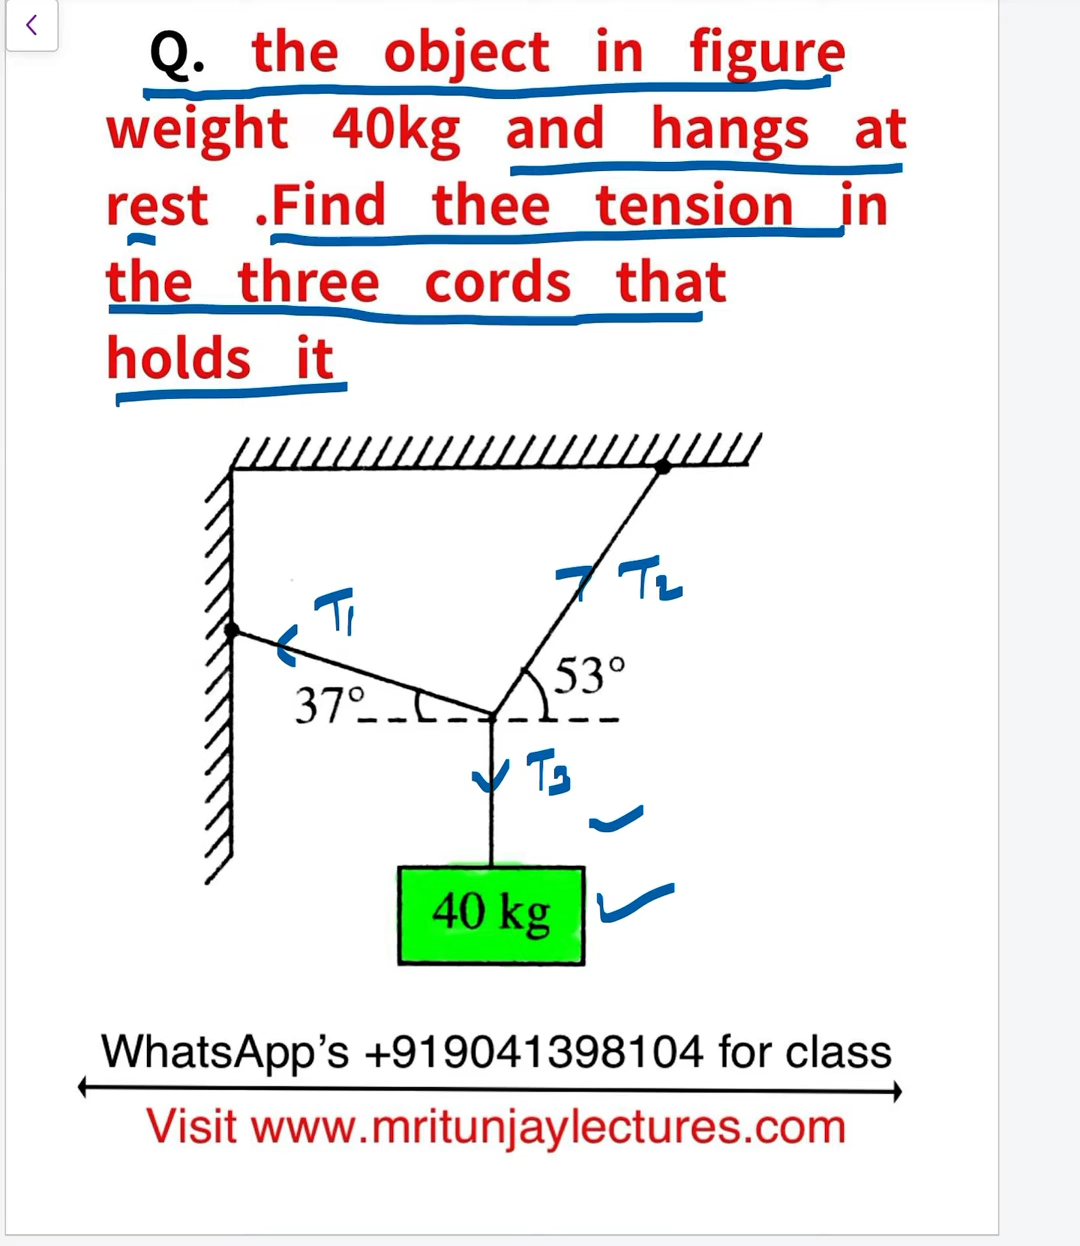 Q. the object in figure
weight 40kg and hangs at
rest .Find thee tension in
the three cords that
holds it
T₁
T₂
53°
37°
T₃
40 kg
WhatsApp’s +919041398104 for class
Visit www.mritunjaylectures.com